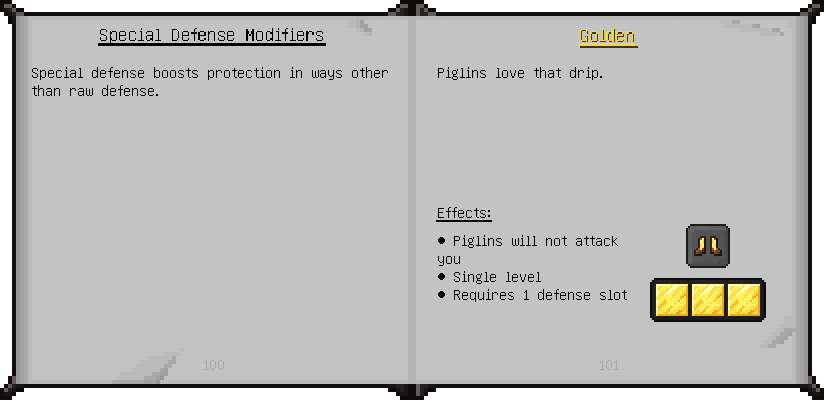 Special Defense Modifiers
Special defense boosts protection in ways other
than raw defense.
100
Golden
Piglins love that drip.
Effects:
● Piglins will not attack
you
● Single level
● Requires 1 defense slot
101